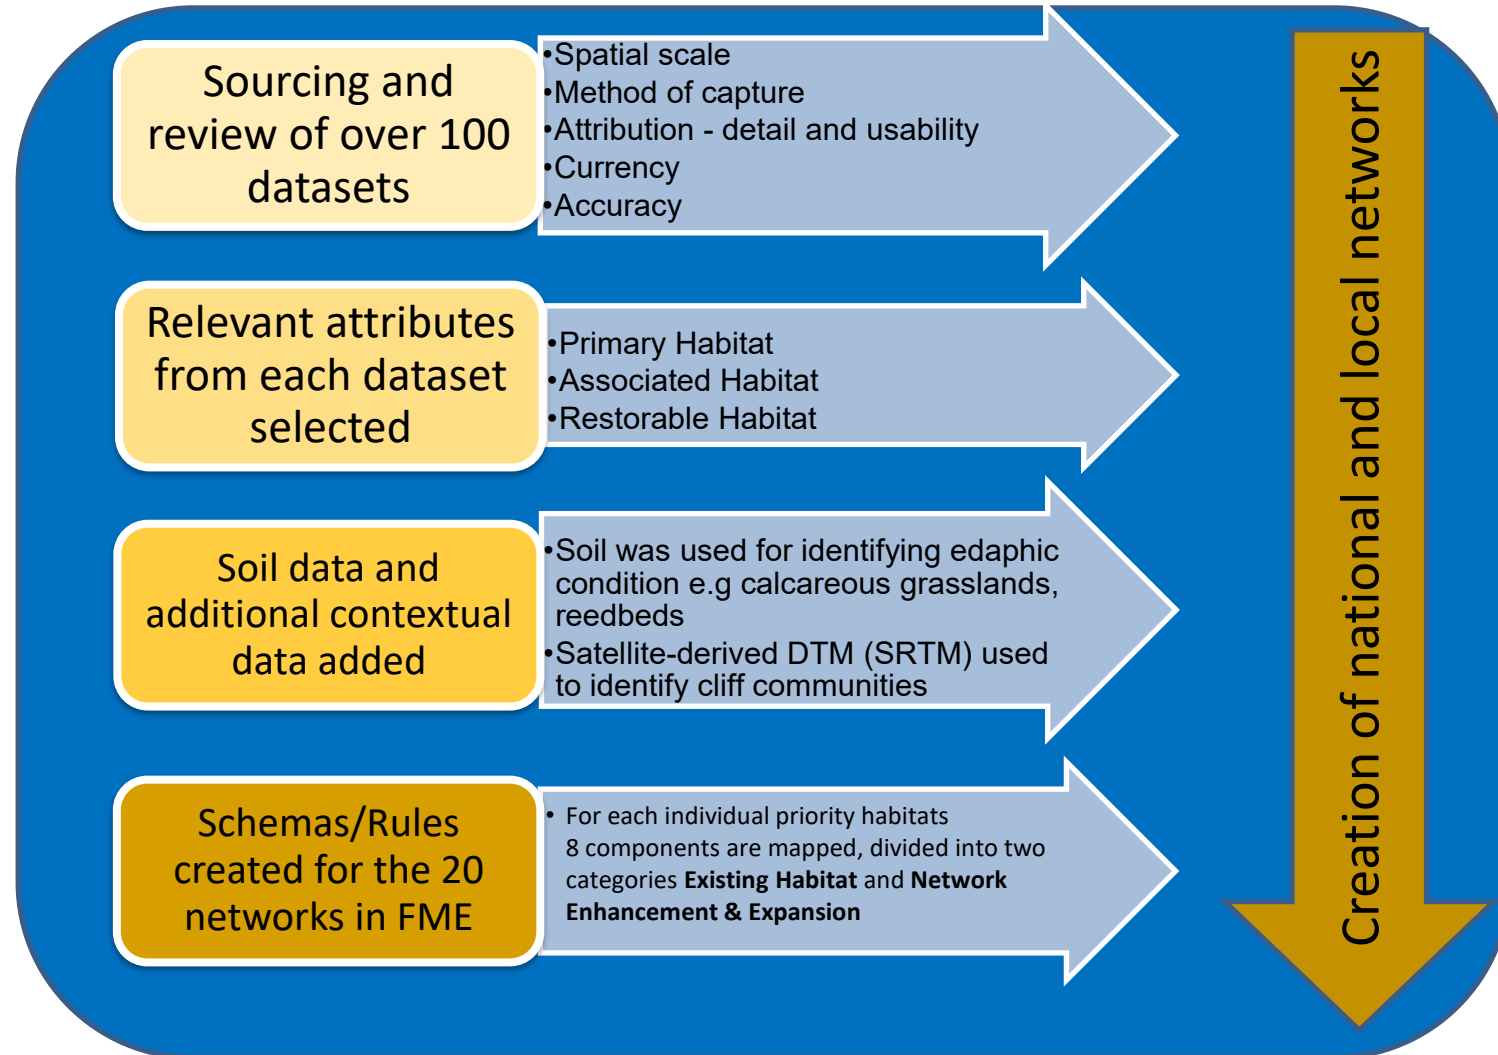 Sourcing and
review of over 100
datasets
•Spatial scale
•Method of capture
•Attribution - detail and usability
•Currency
•Accuracy
Relevant attributes
from each dataset
selected
•Primary Habitat
•Associated Habitat
•Restorable Habitat
Soil data and
additional contextual
data added
•Soil was used for identifying edaphic
condition e.g calcareous grasslands,
reedbeds
•Satellite-derived DTM (SRTM) used
to identify cliff communities
Schemas/Rules
created for the 20
networks in FME
• For each individual priority habitats
8 components are mapped, divided into two
categories Existing Habitat and Network
Enhancement & Expansion
Creation of national and local networks